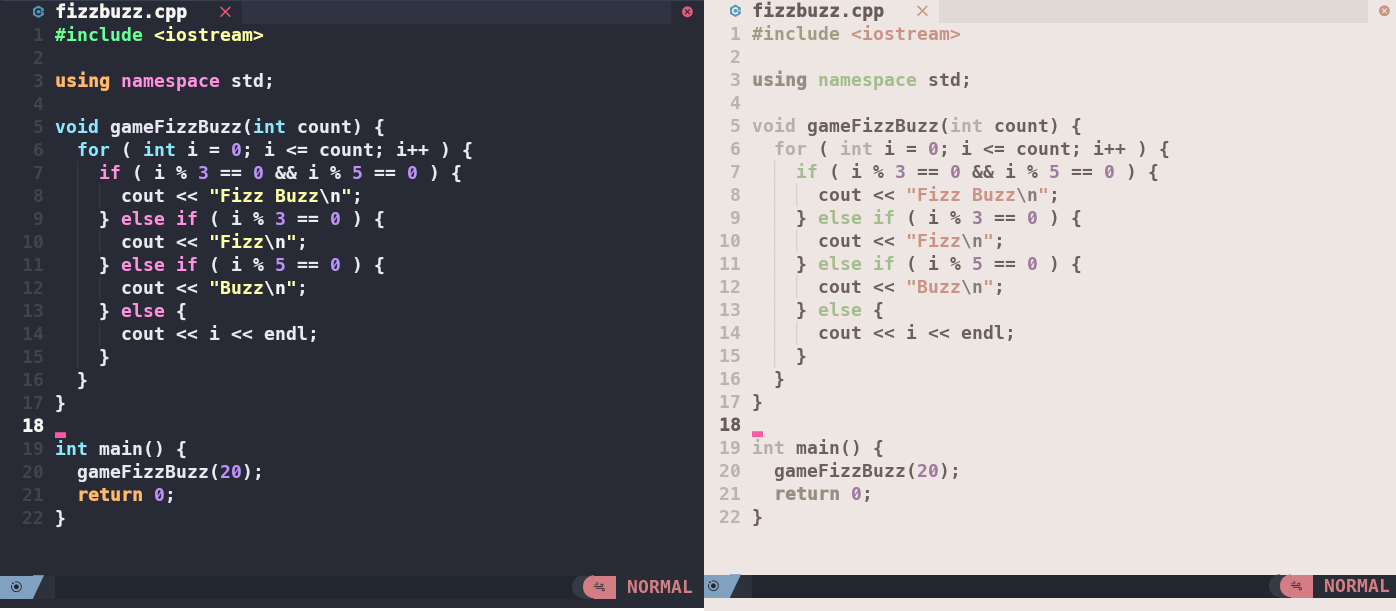 fizzbuzz.cpp
1 #include <iostream>
2
3 using namespace std;
4
5 void gameFizzBuzz(int count) {
6   for ( int i = 0; i <= count; i++ ) {
7     if ( i % 3 == 0 && i % 5 == 0 ) {
8       cout << "Fizz Buzz\n";
9     } else if ( i % 3 == 0 ) {
10       cout << "Fizz\n";
11     } else if ( i % 5 == 0 ) {
12       cout << "Buzz\n";
13     } else {
14       cout << i << endl;
15     }
16   }
17 }
18
19 int main() {
20   gameFizzBuzz(20);
21   return 0;
22 }
NORMAL
fizzbuzz.cpp
1 #include <iostream>
2
3 using namespace std;
4
5 void gameFizzBuzz(int count) {
6   for ( int i = 0; i <= count; i++ ) {
7     if ( i % 3 == 0 && i % 5 == 0 ) {
8       cout << "Fizz Buzz\n";
9     } else if ( i % 3 == 0 ) {
10       cout << "Fizz\n";
11     } else if ( i % 5 == 0 ) {
12       cout << "Buzz\n";
13     } else {
14       cout << i << endl;
15     }
16   }
17 }
18
19 int main() {
20   gameFizzBuzz(20);
21   return 0;
22 }
NORMAL